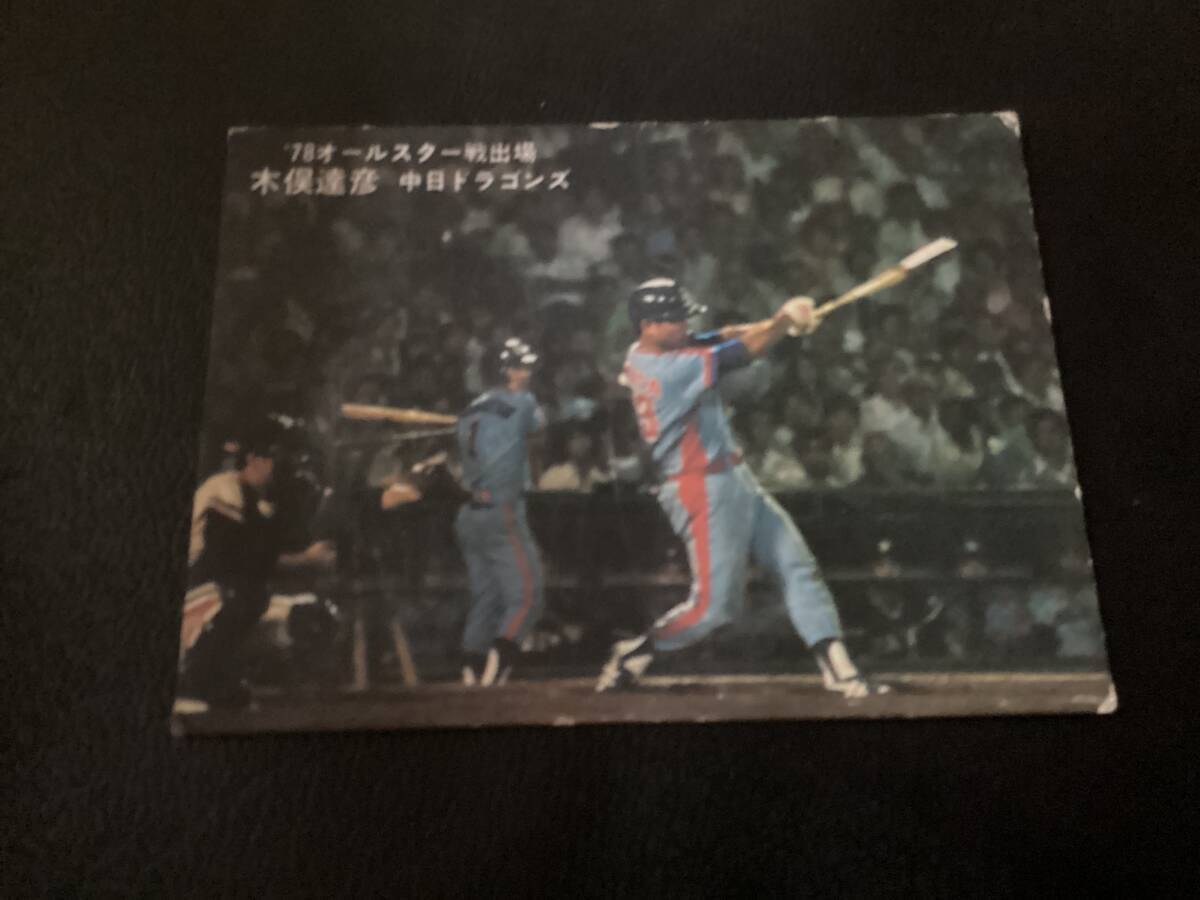 '78オールスター戦出場
木俣達彦 中日ドラゴンズ
1